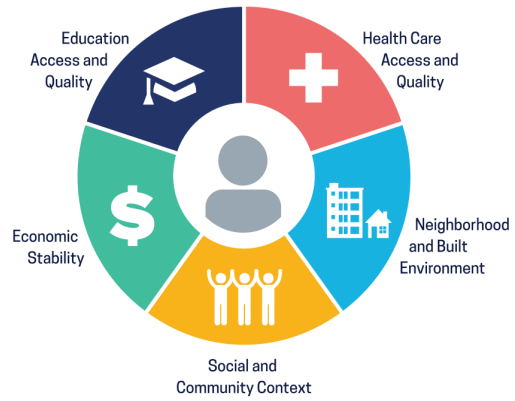 Education
Access and
Quality
Health Care
Access and
Quality
Economic
Stability
Neighborhood
and Built
Environment
Social and
Community Context